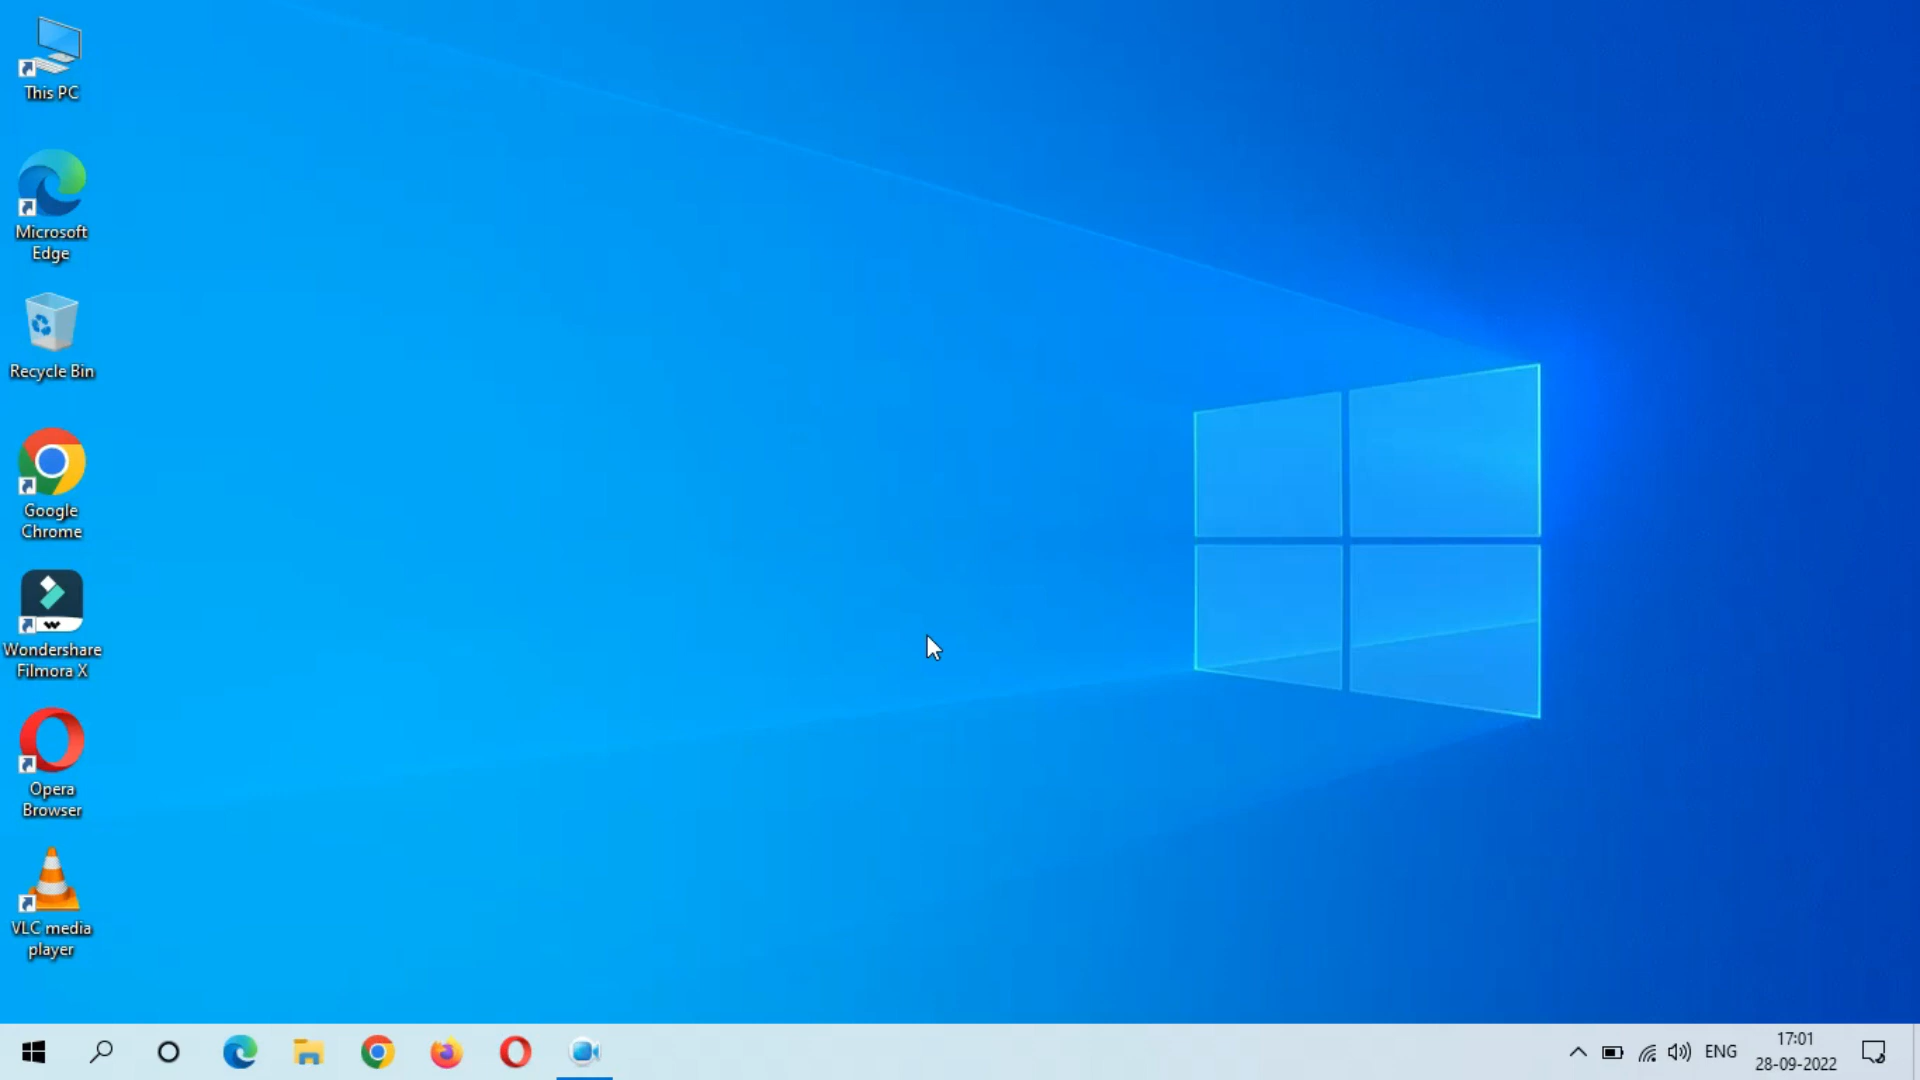 This PC
Microsoft
Edge
Recycle Bin
Google
Chrome
Wondershare
Filmora X
Opera
Browser
VLC media
player
ENG
17:01
28-09-2022